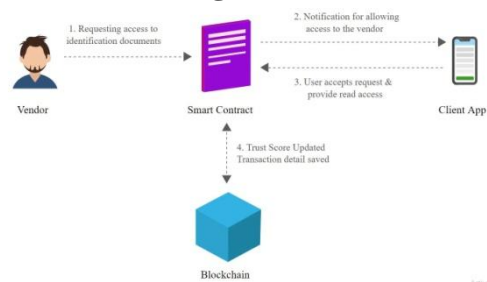 1. Requesting access to
identification documents
2. Notification for allowing
access to the vendor
3. User accepts request &
provide read access
Vendor
Smart Contract
Client App
4. Trust Score Updated
Transaction detail saved
Blockchain